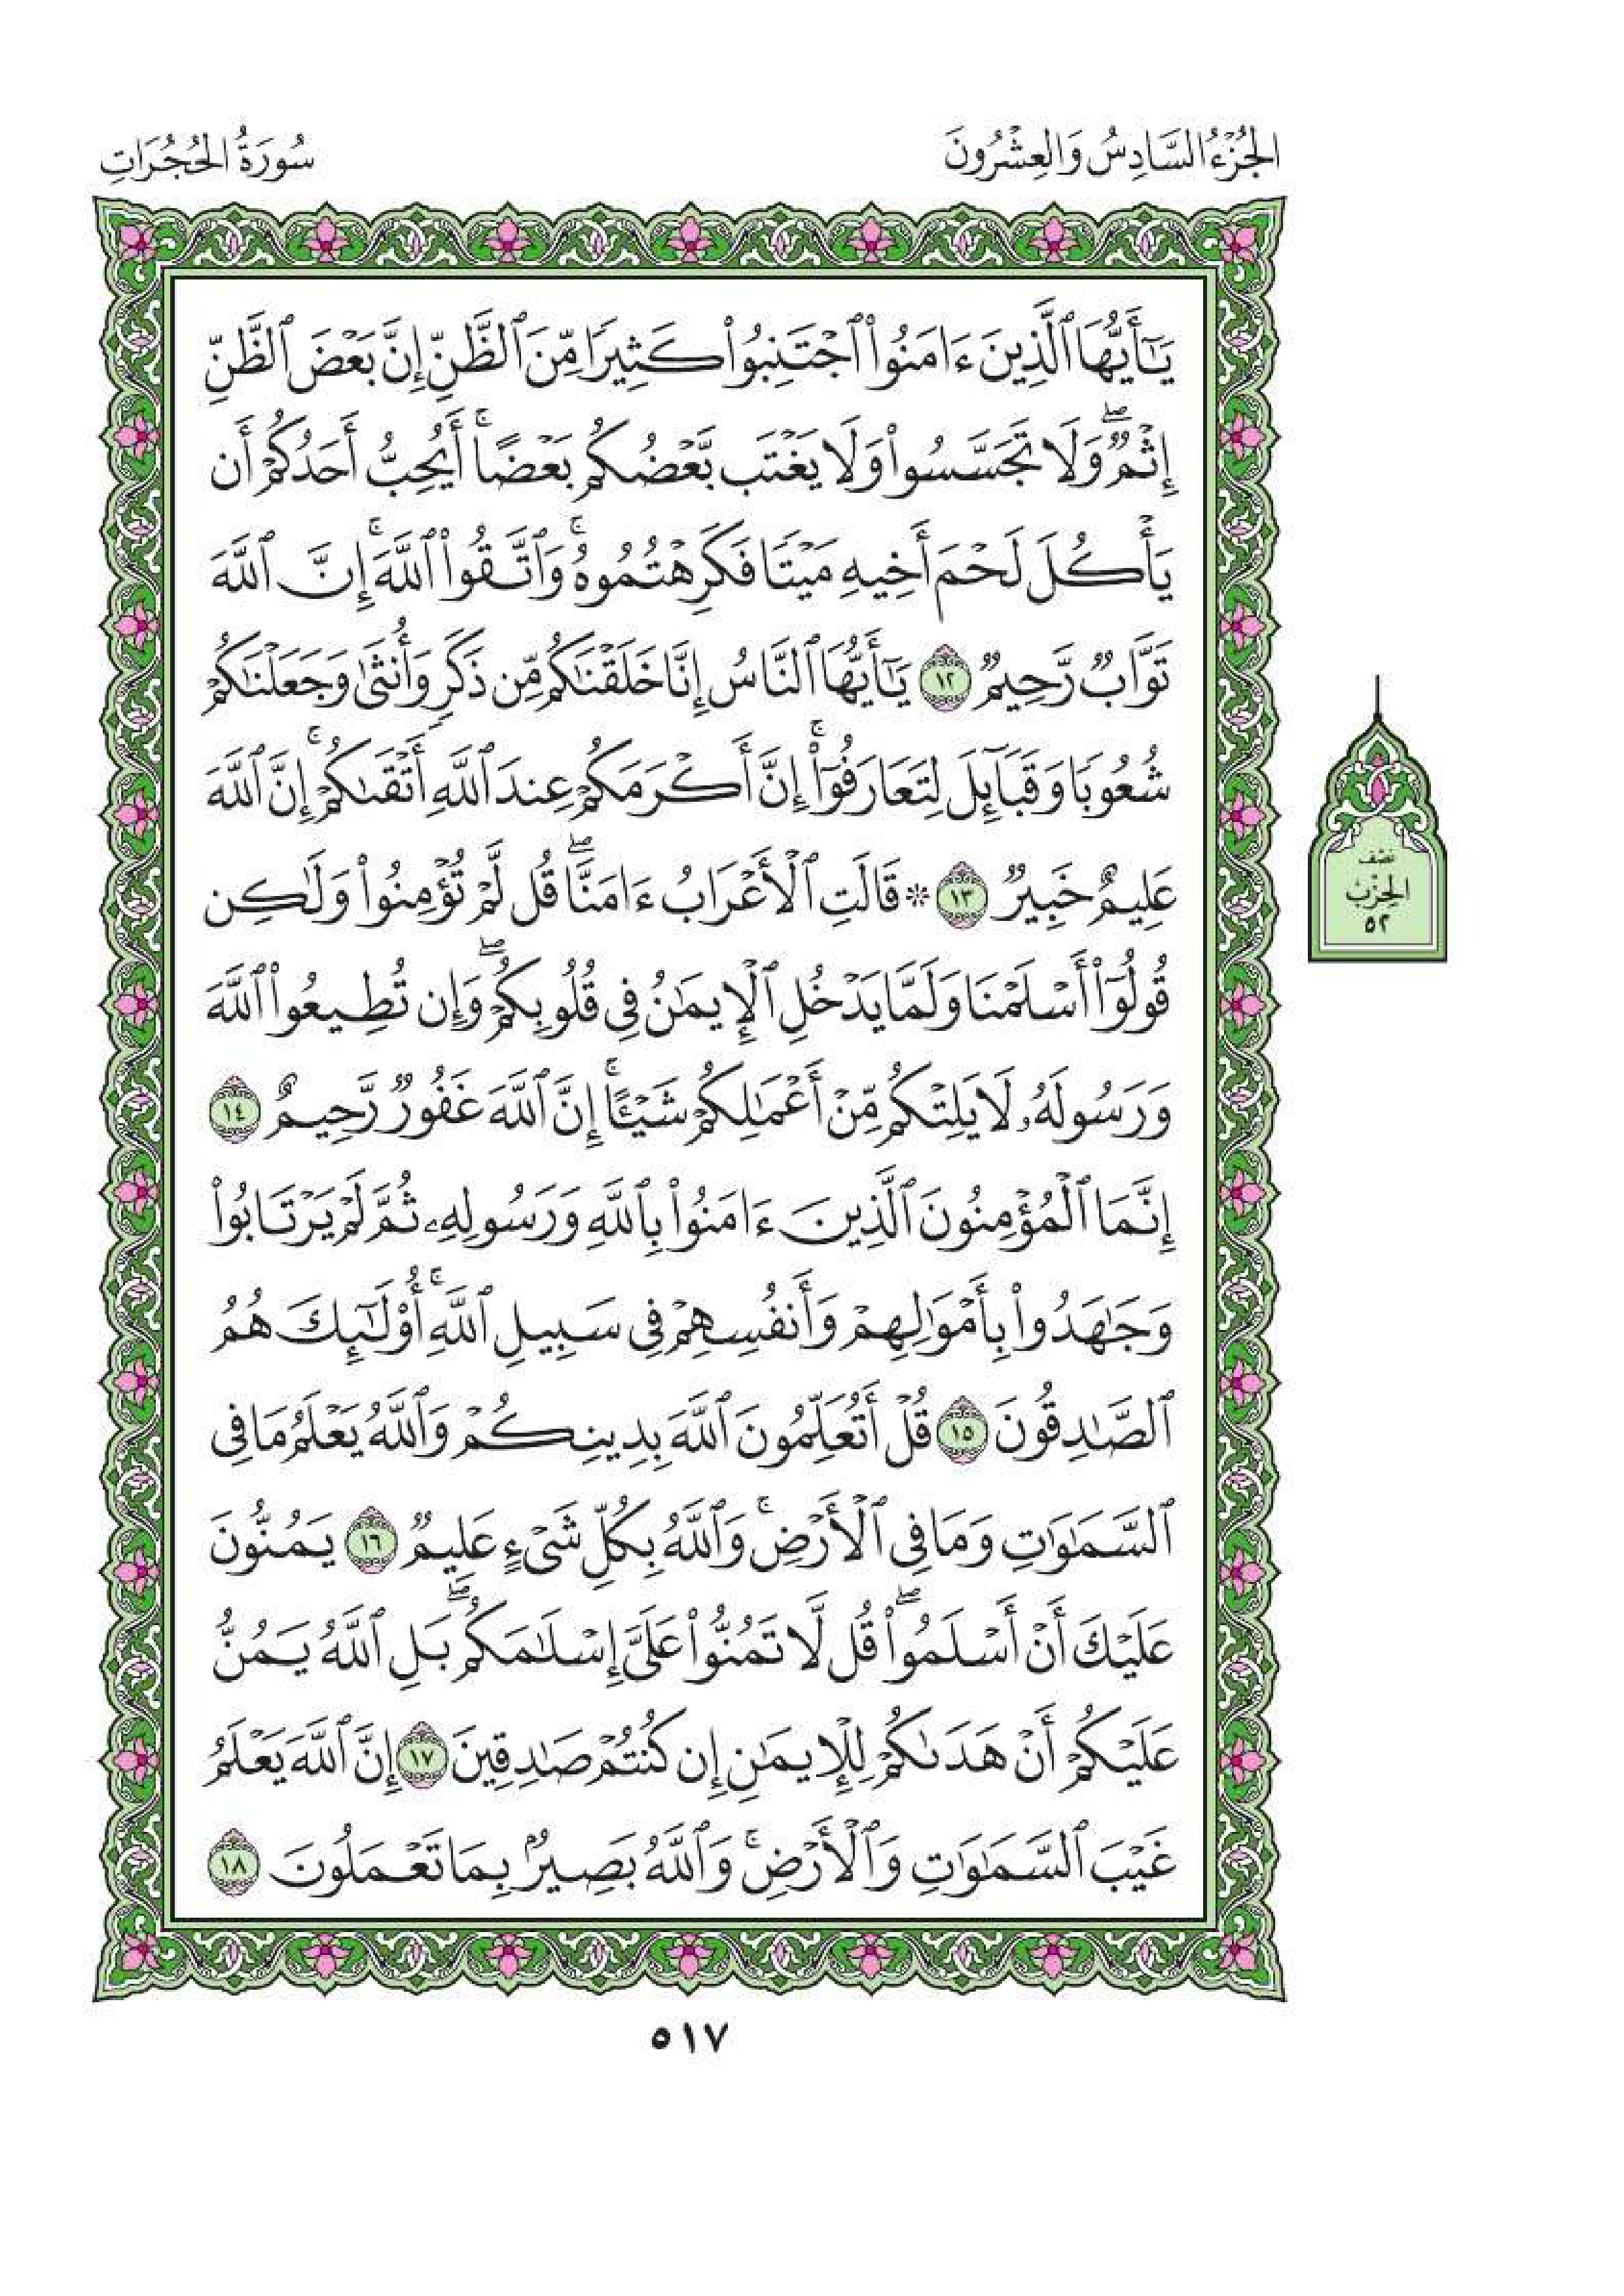 الجُزْءُ السَّادِسُ وَالعِشْرُونَ
سُورَةُ الحُجُرَاتِ
يَٰٓأَيُّهَا ٱلَّذِينَ ءَامَنُواْ ٱجْتَنِبُواْ كَثِيرًا مِّنَ ٱلظَّنِّ إِنَّ بَعْضَ ٱلظَّنِّ
إِثْمٌۖ وَلَا تَجَسَّسُواْ وَلَا يَغْتَب بَّعْضُكُم بَعْضًاۚ أَيُحِبُّ أَحَدُكُمْ أَن
يَأْكُلَ لَحْمَ أَخِيهِ مَيْتًا فَكَرِهْتُمُوهُۚ وَٱتَّقُواْ ٱللَّهَۚ إِنَّ ٱللَّهَ
تَوَّابٌ رَّحِيمٌ ١٢ يَٰٓأَيُّهَا ٱلنَّاسُ إِنَّا خَلَقْنَٰكُم مِّن ذَكَرٍ وَأُنثَىٰ وَجَعَلْنَٰكُمْ
شُعُوبًا وَقَبَآئِلَ لِتَعَارَفُوٓاْۚ إِنَّ أَكْرَمَكُمْ عِندَ ٱللَّهِ أَتْقَىٰكُمْۚ إِنَّ ٱللَّهَ
عَلِيمٌ خَبِيرٌ ١٣ * قَالَتِ ٱلْأَعْرَابُ ءَامَنَّاۖ قُل لَّمْ تُؤْمِنُواْ وَلَٰكِن
نصف
الحِزْب
٥٢
قُولُوٓاْ أَسْلَمْنَا وَلَمَّا يَدْخُلِ ٱلْإِيمَٰنُ فِي قُلُوبِكُمْۖ وَإِن تُطِيعُواْ ٱللَّهَ
وَرَسُولَهُۥ لَا يَلِتْكُم مِّنْ أَعْمَٰلِكُمْ شَيْـًٔاۚ إِنَّ ٱللَّهَ غَفُورٌ رَّحِيمٌ ١٤
إِنَّمَا ٱلْمُؤْمِنُونَ ٱلَّذِينَ ءَامَنُواْ بِٱللَّهِ وَرَسُولِهِۦ ثُمَّ لَمْ يَرْتَابُواْ
وَجَٰهَدُواْ بِأَمْوَٰلِهِمْ وَأَنفُسِهِمْ فِي سَبِيلِ ٱللَّهِۚ أُوْلَٰٓئِكَ هُمُ
ٱلصَّٰدِقُونَ ١٥ قُلْ أَتُعَلِّمُونَ ٱللَّهَ بِدِينِكُمْ وَٱللَّهُ يَعْلَمُ مَا فِي
ٱلسَّمَٰوَٰتِ وَمَا فِي ٱلْأَرْضِۚ وَٱللَّهُ بِكُلِّ شَيْءٍ عَلِيمٌ ١٦ يَمُنُّونَ
عَلَيْكَ أَنْ أَسْلَمُواْۖ قُل لَّا تَمُنُّواْ عَلَيَّ إِسْلَٰمَكُمۖ بَلِ ٱللَّهُ يَمُنُّ
عَلَيْكُمْ أَنْ هَدَىٰكُمْ لِلْإِيمَٰنِ إِن كُنتُمْ صَٰدِقِينَ ١٧ إِنَّ ٱللَّهَ يَعْلَمُ
غَيْبَ ٱلسَّمَٰوَٰتِ وَٱلْأَرْضِۚ وَٱللَّهُ بَصِيرٌۢ بِمَا تَعْمَلُونَ ١٨
٥١٧